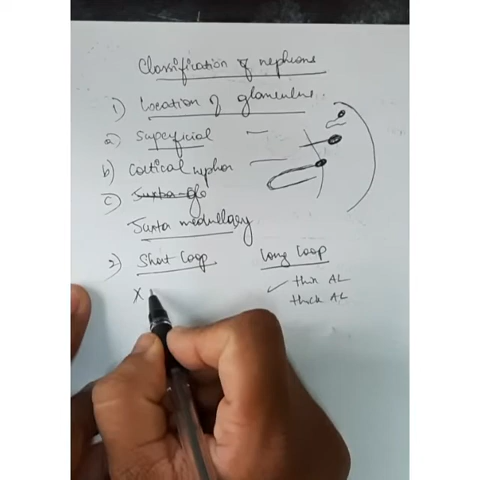 Classification of nephrons
1) Location of glomerulus
a) Superficial —
b) Cortical nephron —
c) Juxta-glo
Juxta medullary
2) Short loop Long loop
✓ thin AL
thick AL
X